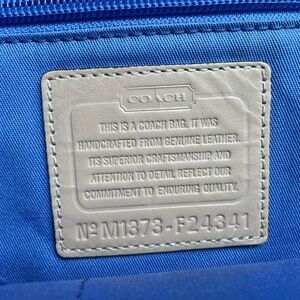 COACH
THIS IS A COACH BAG. IT WAS
HANDCRAFTED FROM GENUINE LEATHER.
ITS SUPERIOR CRAFTSMANSHIP AND
ATTENTION TO DETAIL REFLECT OUR
COMMITMENT TO ENDURING QUALITY.
Nº M1373-F24341